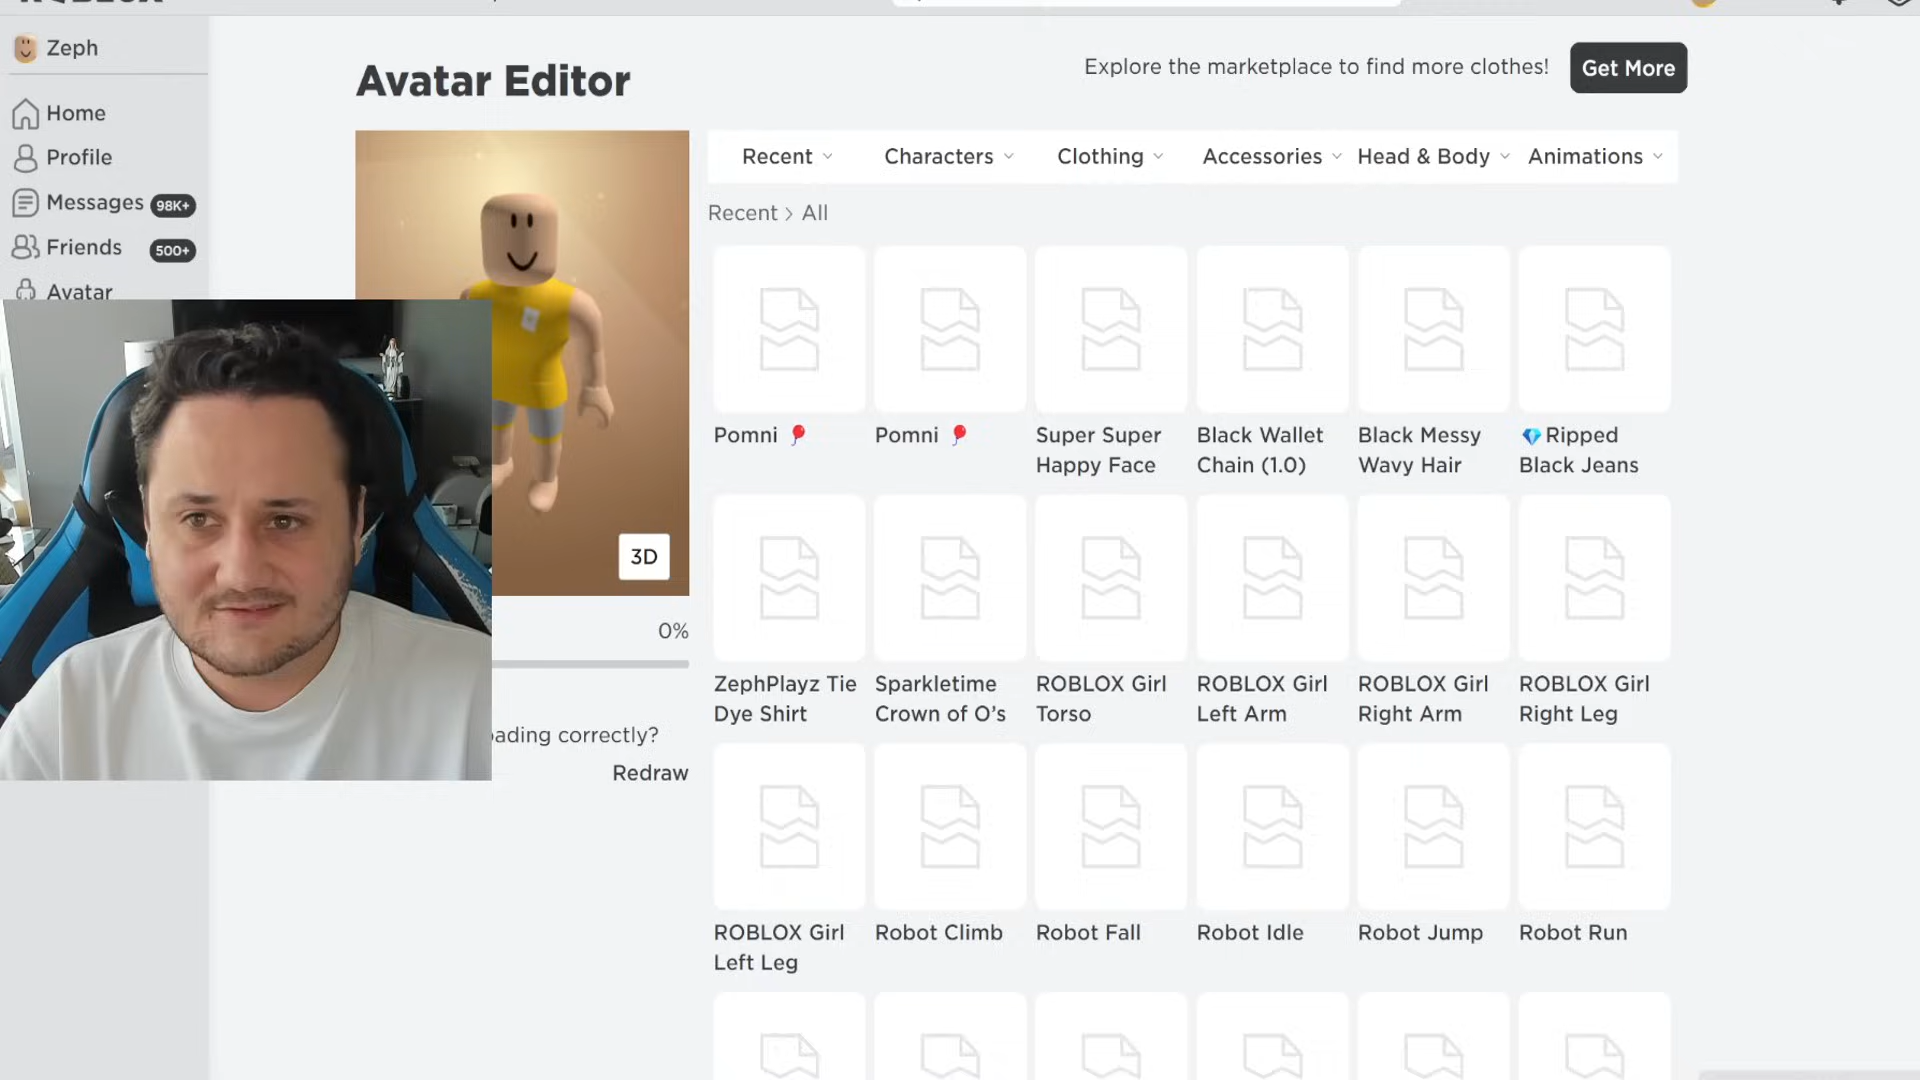 Zeph
Home
Profile
Messages 98K+
Friends 500+
Avatar
Avatar Editor
Explore the marketplace to find more clothes! Get More
3D
0%
ading correctly?
Redraw
Recent Characters Clothing Accessories Head & Body Animations
Recent > All
Pomni 🎈 Pomni 🎈 Super Super Black Wallet Black Messy 💎Ripped
Happy Face Chain (1.0) Wavy Hair Black Jeans
ZephPlayz Tie Sparkletime ROBLOX Girl ROBLOX Girl ROBLOX Girl ROBLOX Girl
Dye Shirt Crown of O’s Torso Left Arm Right Arm Right Leg
ROBLOX Girl Robot Climb Robot Fall Robot Idle Robot Jump Robot Run
Left Leg